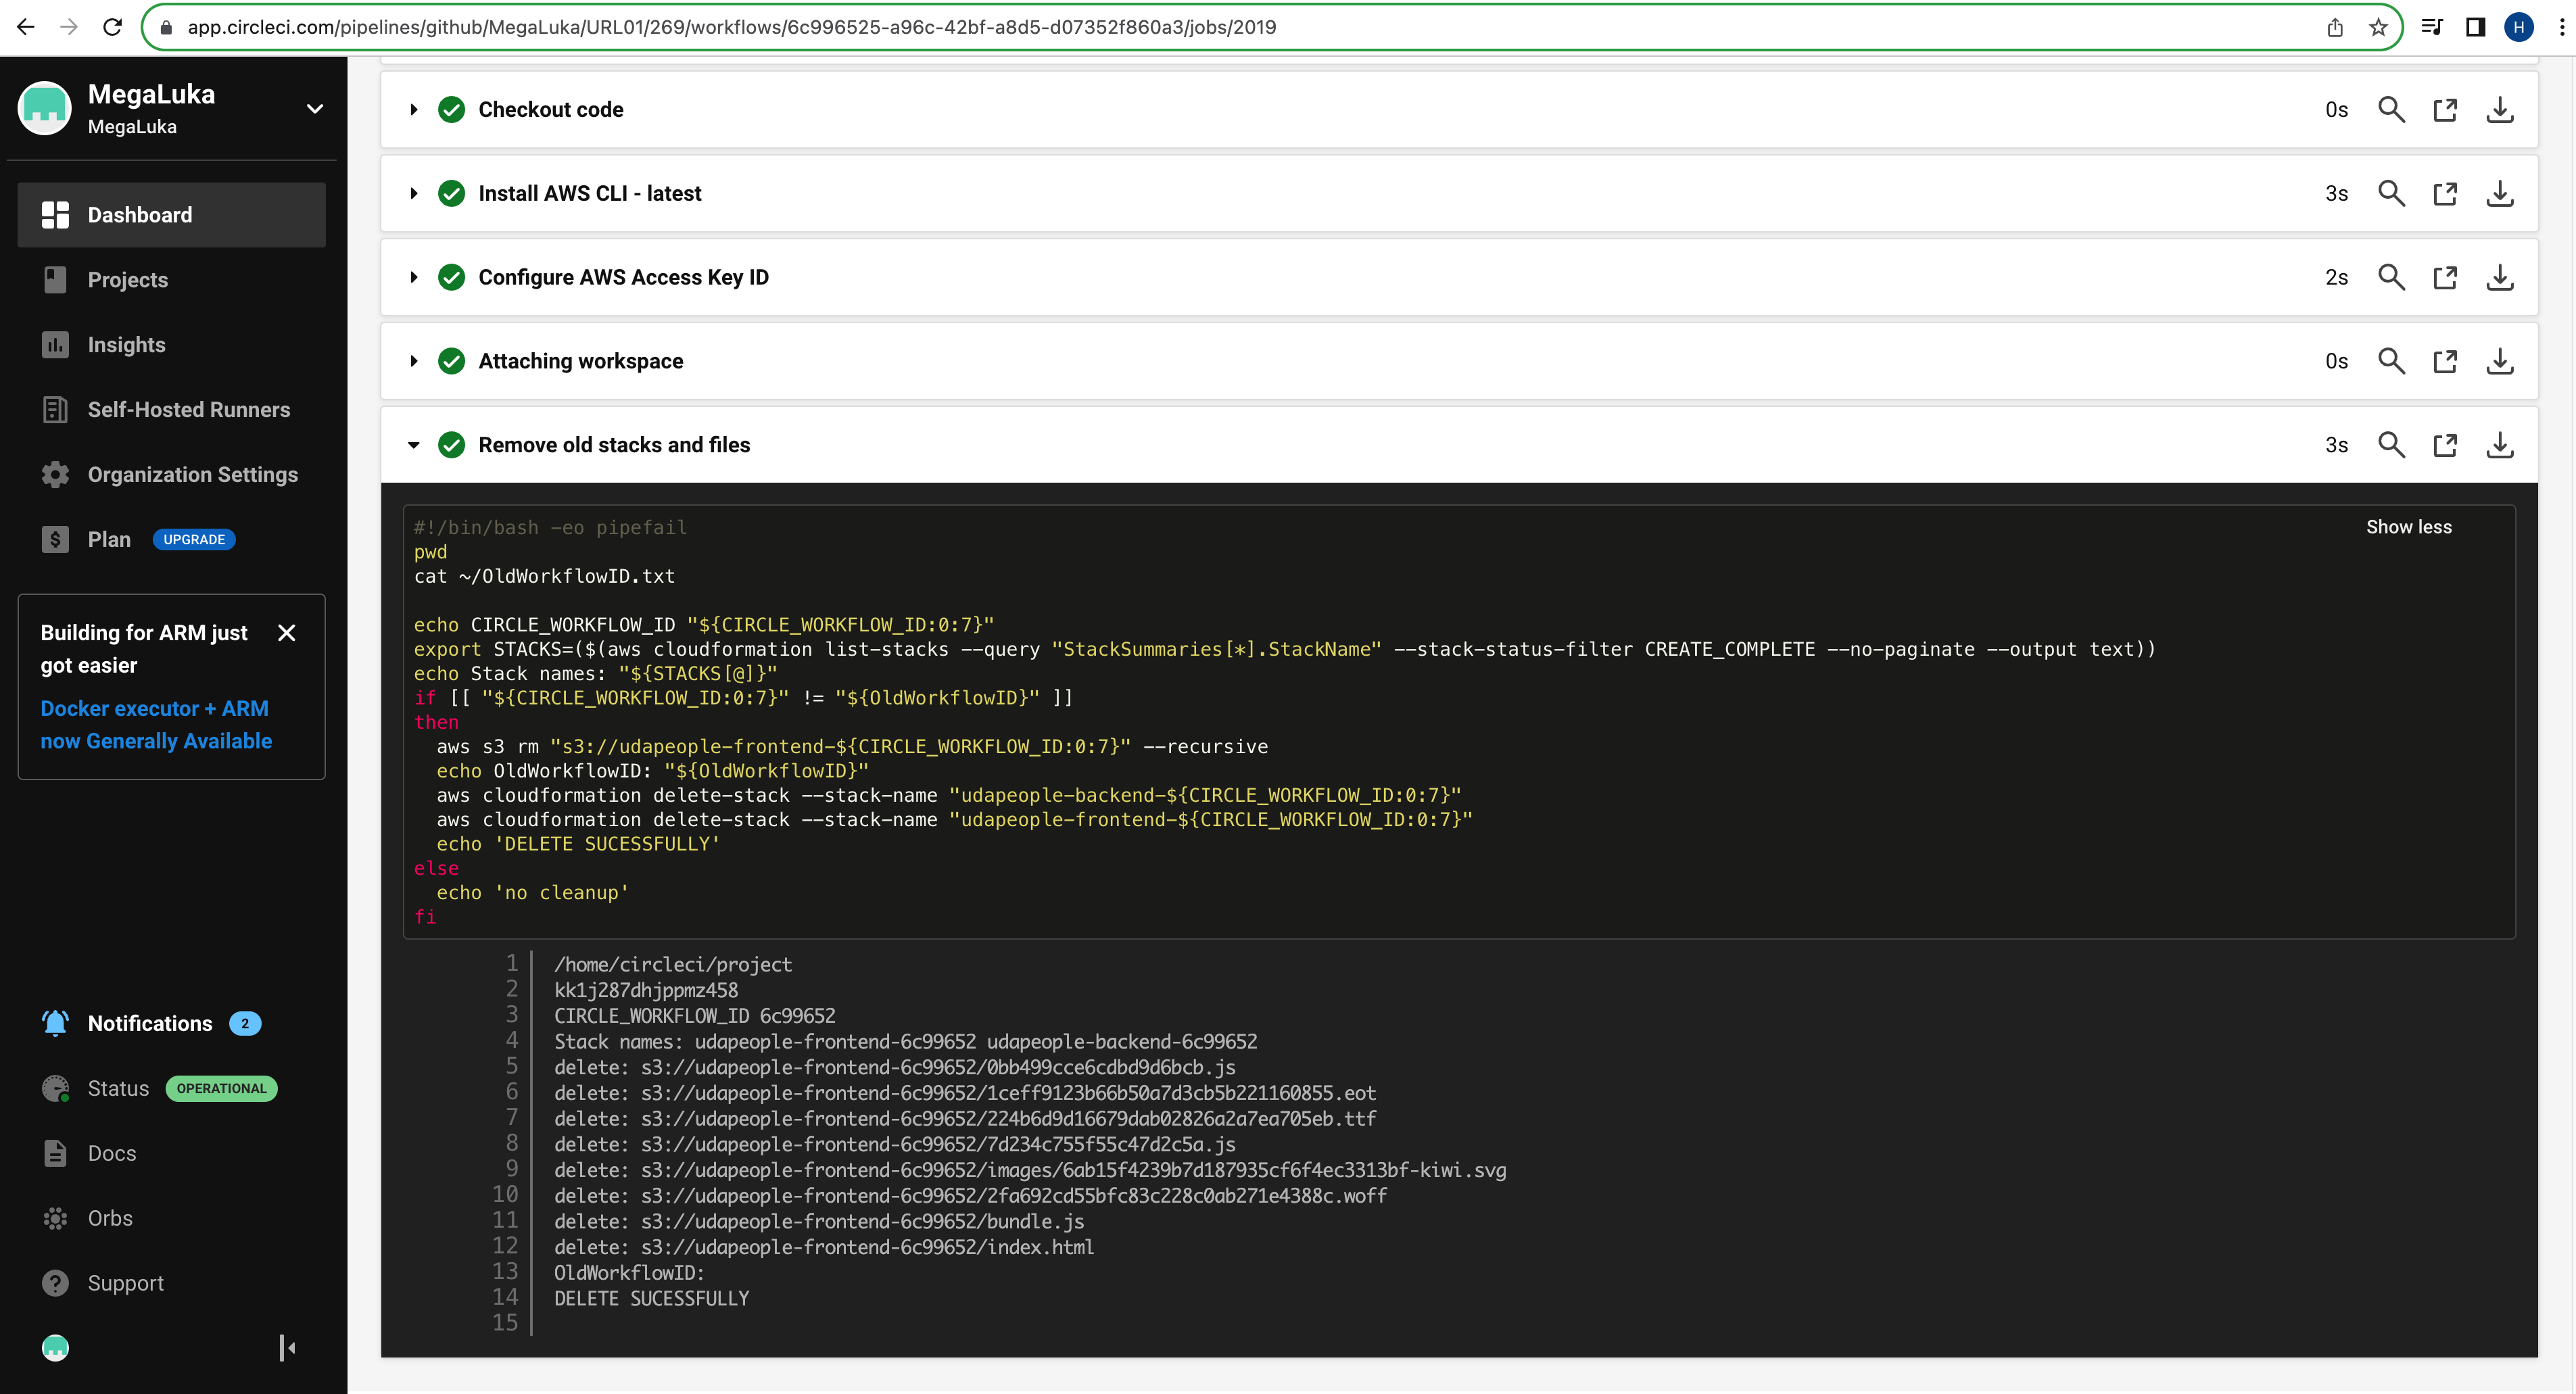 app.circleci.com/pipelines/github/MegaLuka/URL01/269/workflows/6c996525-a96c-42bf-a8d5-d07352f860a3/jobs/2019
H
MegaLuka
MegaLuka
Dashboard
Projects
Insights
Self-Hosted Runners
Organization Settings
Plan UPGRADE
Building for ARM just
got easier
Docker executor + ARM
now Generally Available
Notifications 2
Status OPERATIONAL
Docs
Orbs
Support
Checkout code 0s
Install AWS CLI - latest 3s
Configure AWS Access Key ID 2s
Attaching workspace 0s
Remove old stacks and files 3s
#!/bin/bash -eo pipefail Show less
pwd
cat ~/OldWorkflowID.txt
echo CIRCLE_WORKFLOW_ID "${CIRCLE_WORKFLOW_ID:0:7}"
export STACKS=($(aws cloudformation list-stacks --query "StackSummaries[*].StackName" --stack-status-filter CREATE_COMPLETE --no-paginate --output text))
echo Stack names: "${STACKS[@]}"
if [[ "${CIRCLE_WORKFLOW_ID:0:7}" != "${OldWorkflowID}" ]]
then
  aws s3 rm "s3://udapeople-frontend-${CIRCLE_WORKFLOW_ID:0:7}" --recursive
  echo OldWorkflowID: "${OldWorkflowID}"
  aws cloudformation delete-stack --stack-name "udapeople-backend-${CIRCLE_WORKFLOW_ID:0:7}"
  aws cloudformation delete-stack --stack-name "udapeople-frontend-${CIRCLE_WORKFLOW_ID:0:7}"
  echo 'DELETE SUCESSFULLY'
else
  echo 'no cleanup'
fi
1 /home/circleci/project
2 kk1j287dhjppmz458
3 CIRCLE_WORKFLOW_ID 6c99652
4 Stack names: udapeople-frontend-6c99652 udapeople-backend-6c99652
5 delete: s3://udapeople-frontend-6c99652/0bb499cce6cdbd9d6bcb.js
6 delete: s3://udapeople-frontend-6c99652/1ceff9123b66b50a7d3cb5b221160855.eot
7 delete: s3://udapeople-frontend-6c99652/224b6d9d16679dab02826a2a7ea705eb.ttf
8 delete: s3://udapeople-frontend-6c99652/7d234c755f55c47d2c5a.js
9 delete: s3://udapeople-frontend-6c99652/images/6ab15f4239b7d187935cf6f4ec3313bf-kiwi.svg
10 delete: s3://udapeople-frontend-6c99652/2fa692cd55bfc83c228c0ab271e4388c.woff
11 delete: s3://udapeople-frontend-6c99652/bundle.js
12 delete: s3://udapeople-frontend-6c99652/index.html
13 OldWorkflowID:
14 DELETE SUCESSFULLY
15